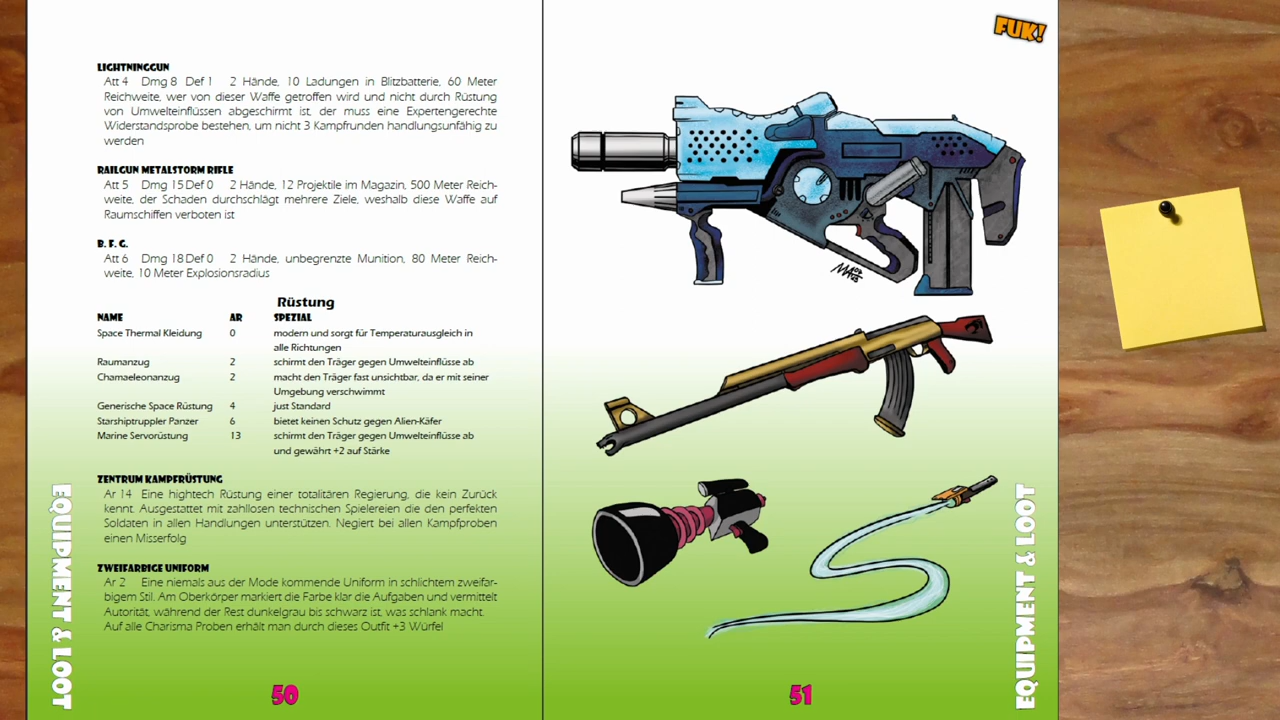 LIGHTNINGGUN
Att 4 Dmg 8 Def 1 2 Hände, 10 Ladungen in Blitzbatterie, 60 Meter
Reichweite, wer von dieser Waffe getroffen wird und nicht durch Rüstung
von Umwelteinflüssen abgeschirmt ist, der muss eine Expertengerechte
Widerstandsprobe bestehen, um nicht 3 Kampfrunden handlungsunfähig zu
werden
RAILGUN METALSTORM RIFLE
Att 5 Dmg 15 Def 0 2 Hände, 12 Projektile im Magazin, 500 Meter Reich-
weite, der Schaden durchschlägt mehrere Ziele, weshalb diese Waffe auf
Raumschiffen verboten ist
B. F. G.
Att 6 Dmg 18 Def 0 2 Hände, unbegrenzte Munition, 80 Meter Reich-
weite, 10 Meter Explosionsradius
Rüstung
NAME AR SPEZIAL
Space Thermal Kleidung 0 modern und sorgt für Temperaturausgleich in
alle Richtungen
Raumanzug 2 schirmt den Träger gegen Umwelteinflüsse ab
Chamaeleonanzug 2 macht den Träger fast unsichtbar, da er mit seiner
Umgebung verschwimmt
Generische Space Rüstung 4 just Standard
Starshiptruppler Panzer 6 bietet keinen Schutz gegen Alien-Käfer
Marine Servorüstung 13 schirmt den Träger gegen Umwelteinflüsse ab
und gewährt +2 auf Stärke
ZENTRUM KAMPFRÜSTUNG
Ar 14 Eine hightech Rüstung einer totalitären Regierung, die kein Zurück
kennt. Ausgestattet mit zahllosen technischen Spielereien die den perfekten
Soldaten in allen Handlungen unterstützen. Negiert bei allen Kampfproben
einen Misserfolg
ZWEIFARBIGE UNIFORM
Ar 2 Eine niemals aus der Mode kommende Uniform in schlichtem zweifar-
bigem Stil. Am Oberkörper markiert die Farbe klar die Aufgaben und vermittelt
Autorität, während der Rest dunkelgrau bis schwarz ist, was schlank macht.
Auf alle Charisma Proben erhält man durch dieses Outfit +3 Würfel
EQUIPMENT & LOOT
50
FUK!
EQUIPMENT & LOOT
51